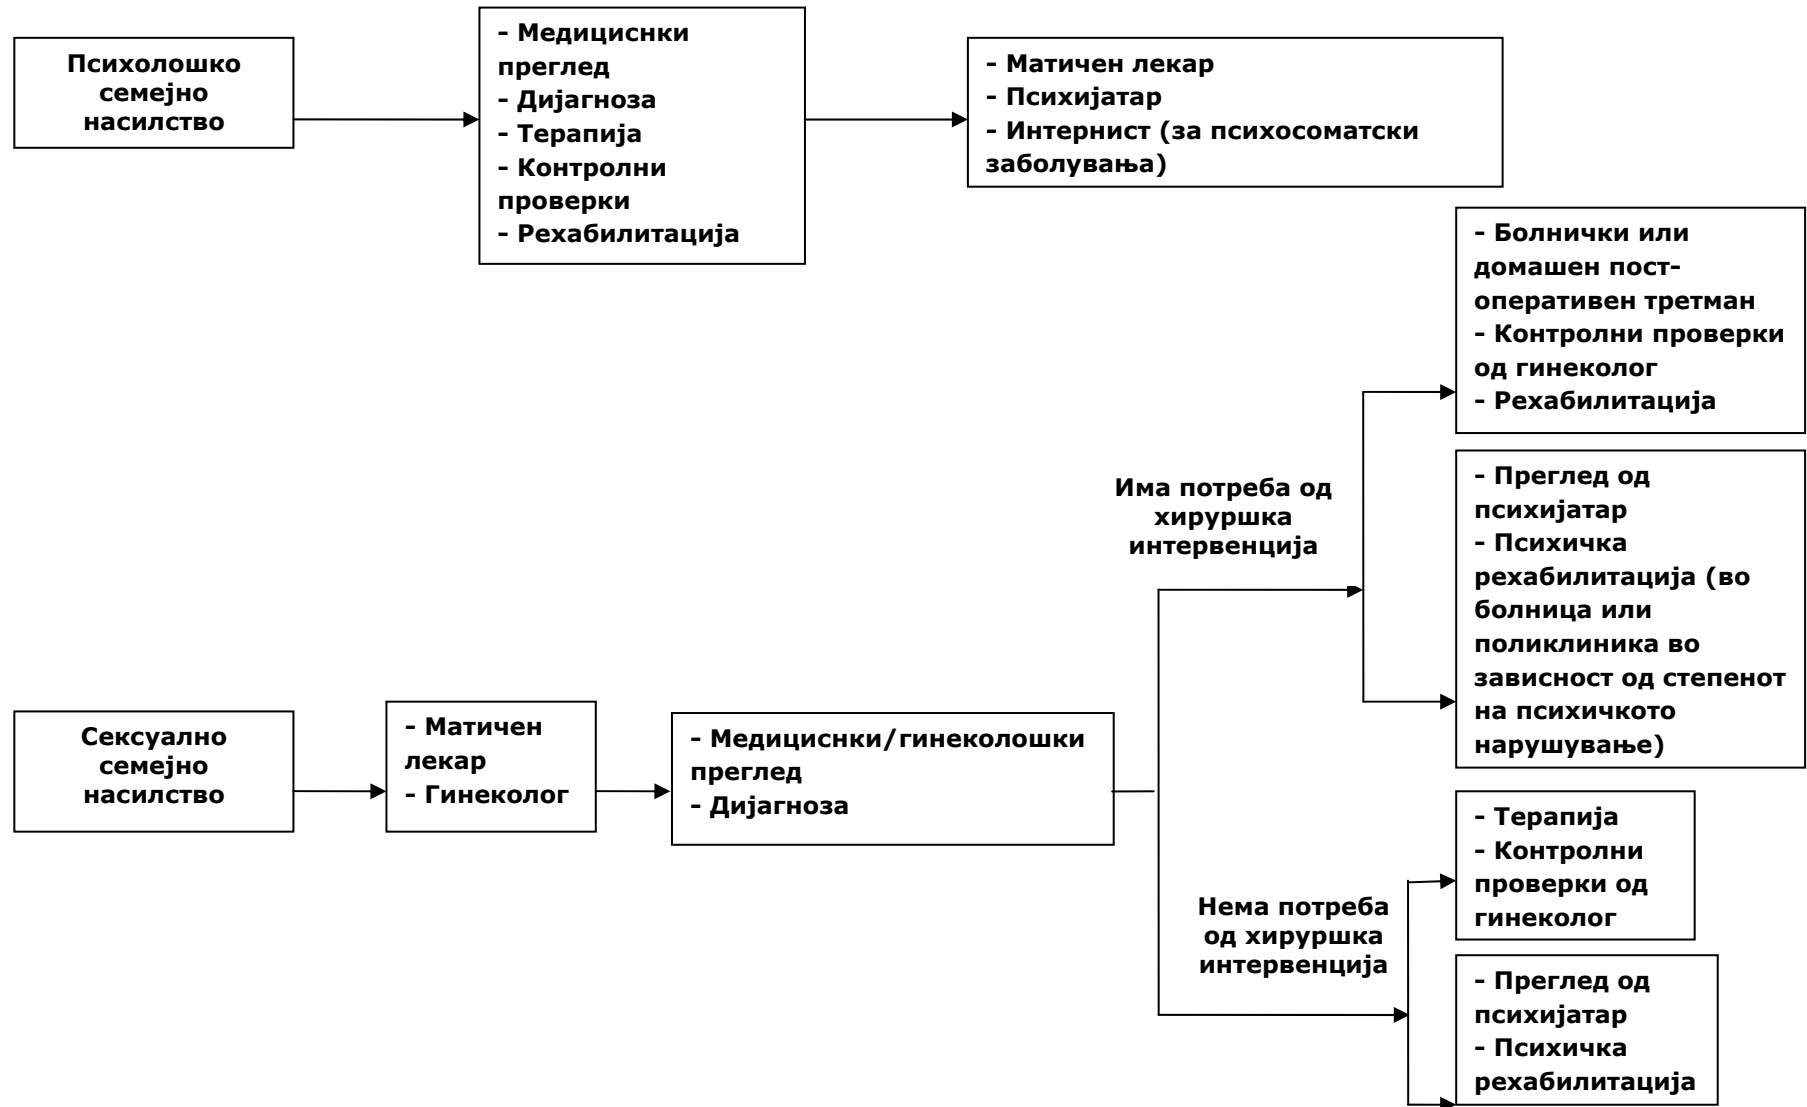 Психолошко
семејно
насилство
- Медициснки
преглед
- Дијагноза
- Терапија
- Контролни
проверки
- Рехабилитација
- Матичен лекар
- Психијатар
- Интернист (за психосоматски
заболувања)
- Болнички или
домашен пост-
оперативен третман
- Контролни проверки
од гинеколог
- Рехабилитација
Има потреба од
хируршка
интервенција
- Преглед од
психијатар
- Психичка
рехабилитација (во
болница или
поликлиника во
зависност од степенот
на психичкото
нарушување)
Сексуално
семејно
насилство
- Матичен
лекар
- Гинеколог
- Медициснки/гинеколошки
преглед
- Дијагноза
Нема потреба
од хируршка
интервенција
- Терапија
- Контролни
проверки од
гинеколог
- Преглед од
психијатар
- Психичка
рехабилитација